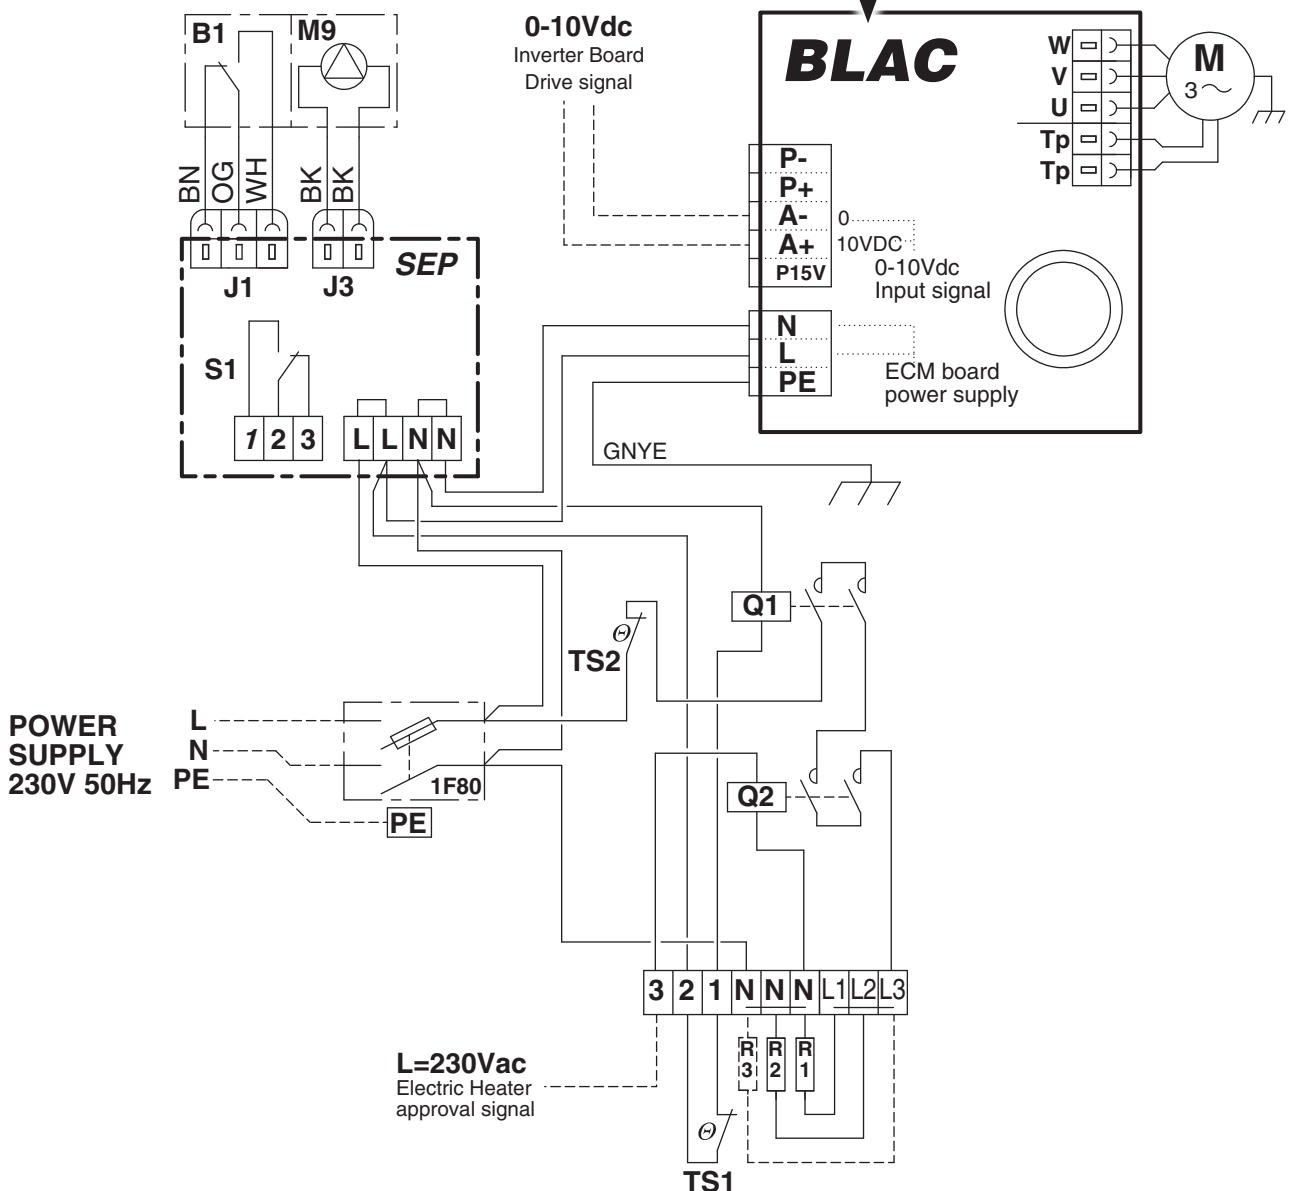 B1
M9
0-10Vdc
Inverter Board
Drive signal
BLAC
W
V
U
Tp
Tp
M
3
BN
OG
WH
BK
BK
P-
P+
A-
A+
P15V
0
10VDC
0-10Vdc
Input signal
J1
J3
SEP
N
L
PE
ECM board
power supply
S1
1 2 3
L L N N
GNYE
Q1
Θ
TS2
POWER
SUPPLY
230V 50Hz
L
N
PE
1F80
PE
Q2
3 2 1 N N N L1 L2 L3
R3
R2
R1
L=230Vac
Electric Heater
approval signal
Θ
TS1